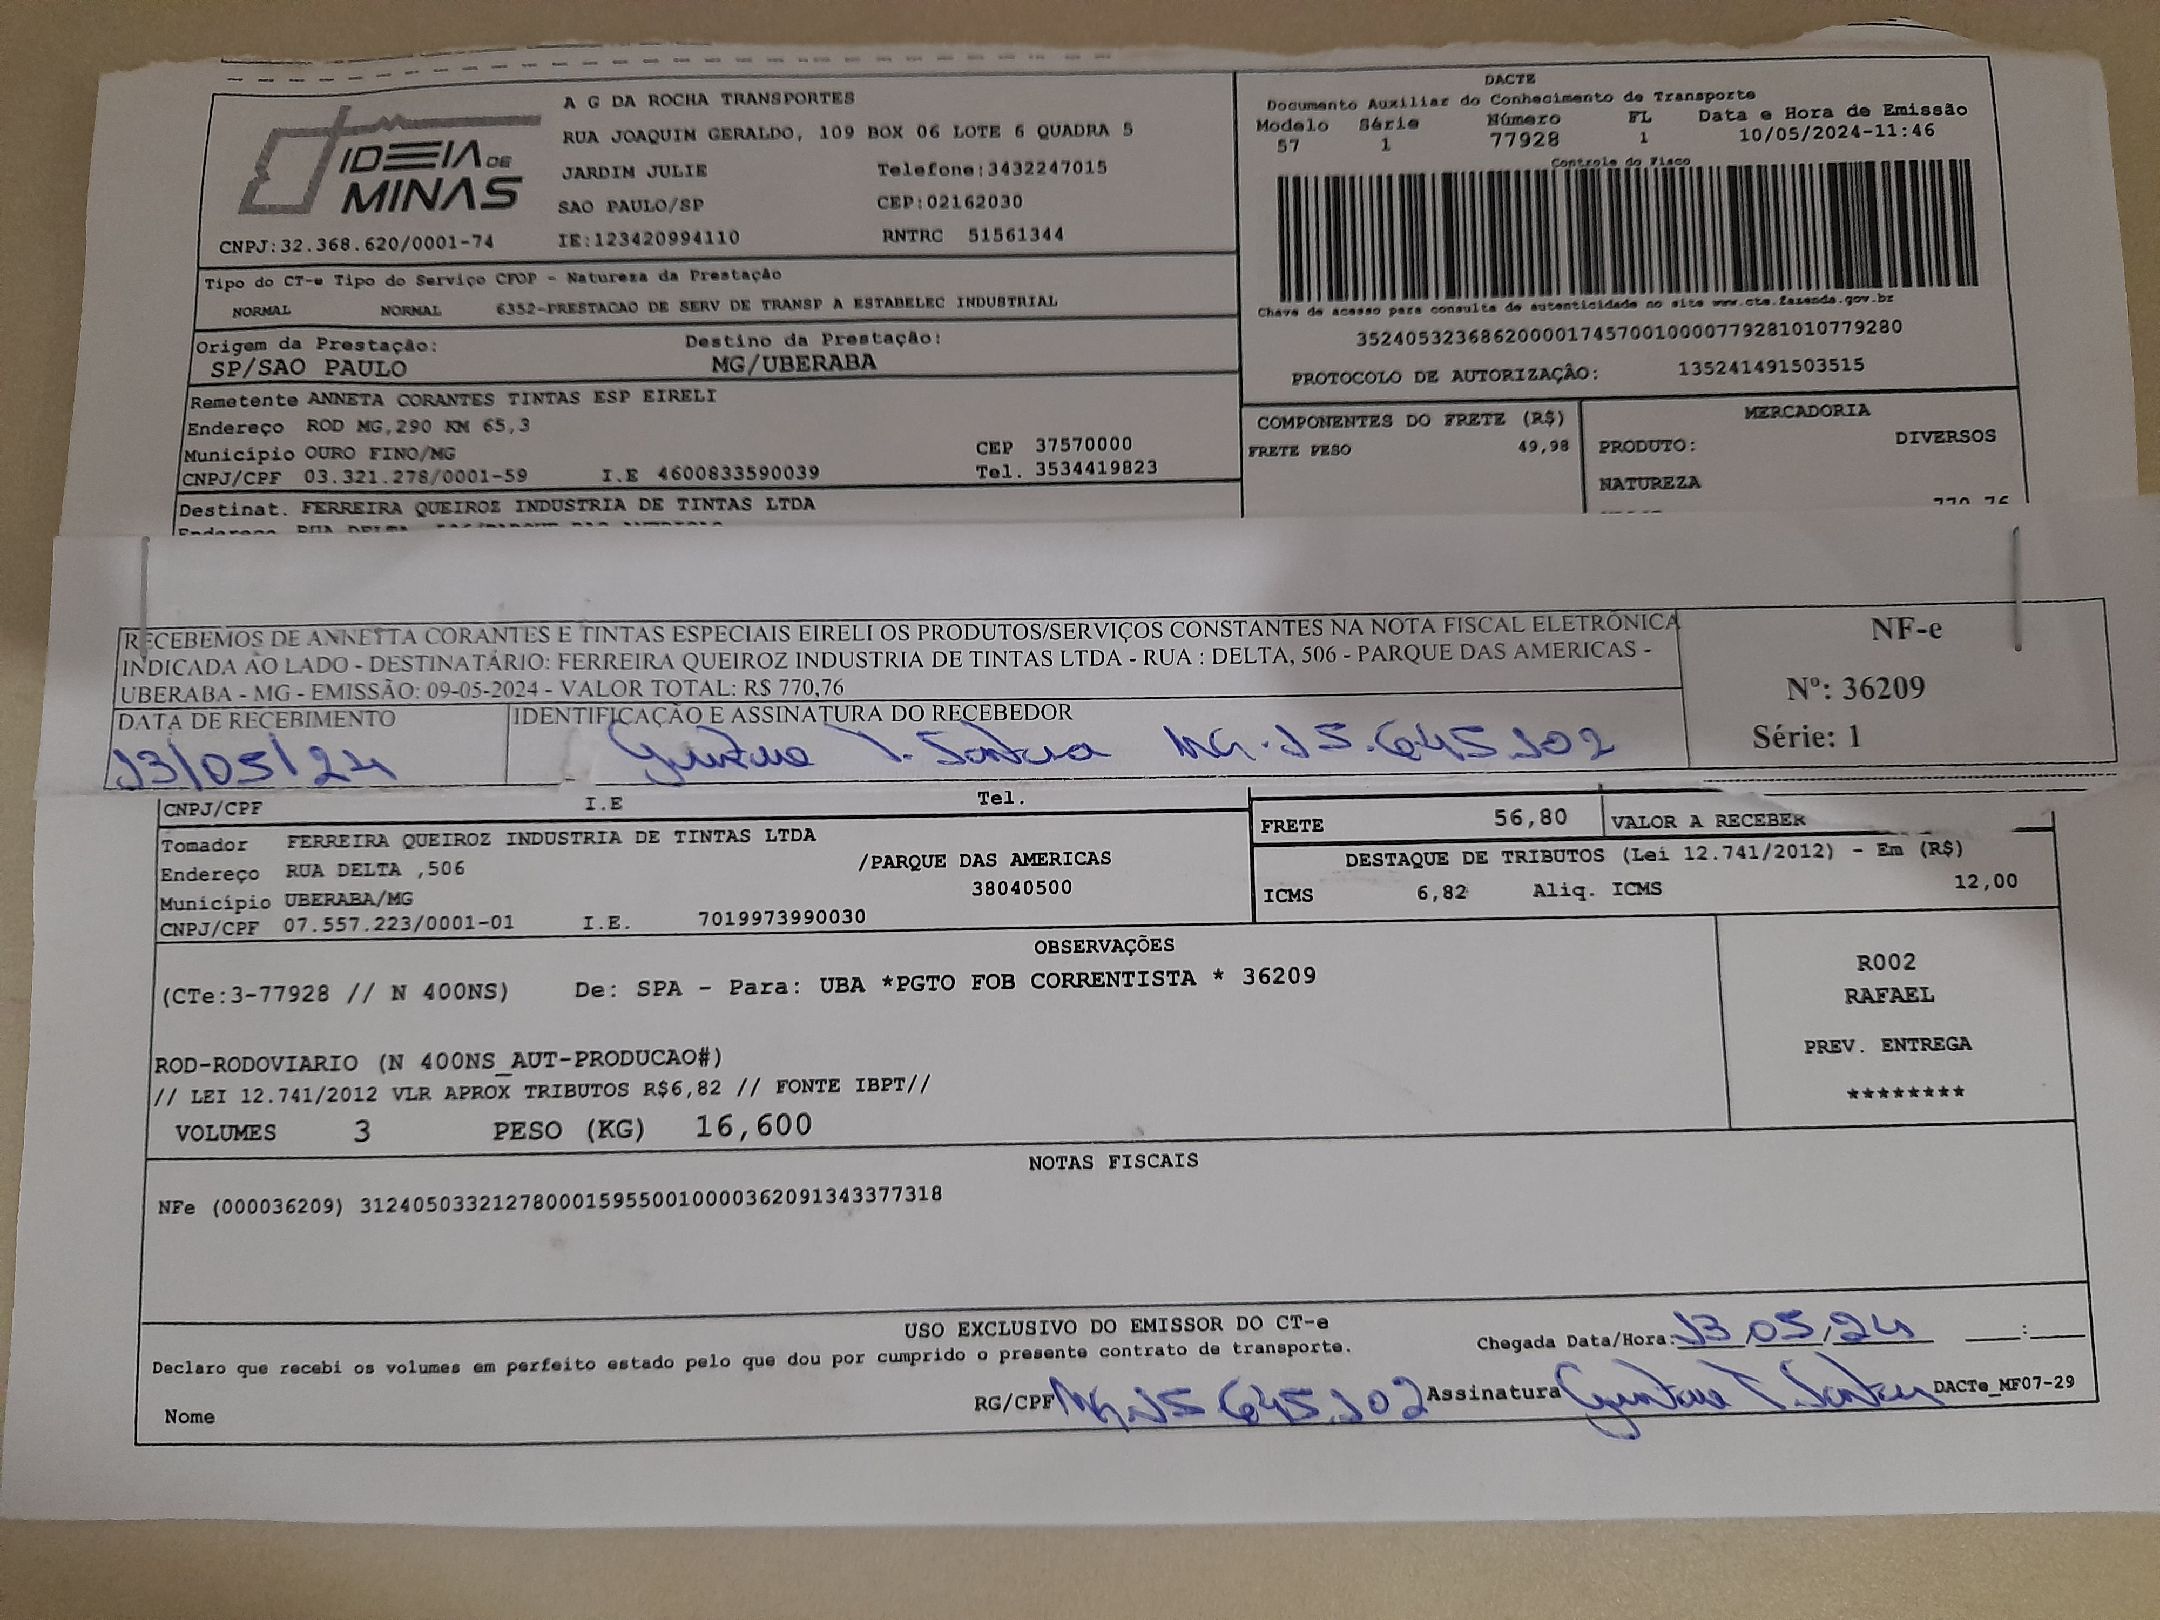 IDEIA DE
MINAS
CNPJ:32.368.620/0001-74
A G DA ROCHA TRANSPORTES
RUA JOAQUIM GERALDO, 109 BOX 06 LOTE 6 QUADRA 5
JARDIM JULIE Telefone:3432247015
SAO PAULO/SP CEP:02162030
IE:123420994110 RNTRC 51561344
DACTE
Documento Auxiliar do Conhecimento de Transporte
Modelo Série Número FL Data e Hora de Emissão
57 1 77928 1 10/05/2024-11:46
Controle do Fisco
Chave de acesso para consulta de autenticidade no site www.cte.fazenda.gov.br
35240532368620000174570010000779281010779280
PROTOCOLO DE AUTORIZAÇÃO: 135241491503515
Tipo do CT-e Tipo do Serviço CFOP - Natureza da Prestação
NORMAL NORMAL 6352-PRESTACAO DE SERV DE TRANSP A ESTABELEC INDUSTRIAL
Origem da Prestação: Destino da Prestação:
SP/SAO PAULO MG/UBERABA
Remetente ANNETA CORANTES TINTAS ESP EIRELI
Endereço ROD MG,290 KM 65,3
Município OURO FINO/MG CEP 37570000
CNPJ/CPF 03.321.278/0001-59 I.E 4600833590039 Tel. 3534419823
Destinat. FERREIRA QUEIROZ INDUSTRIA DE TINTAS LTDA
Endereço RUA DELTA
COMPONENTES DO FRETE (R$)
FRETE PESO 49,98
MERCADORIA
PRODUTO: DIVERSOS
NATUREZA
770,76
RECEBEMOS DE ANNETTA CORANTES E TINTAS ESPECIAIS EIRELI OS PRODUTOS/SERVIÇOS CONSTANTES NA NOTA FISCAL ELETRÔNICA
INDICADA AO LADO - DESTINATÁRIO: FERREIRA QUEIROZ INDUSTRIA DE TINTAS LTDA - RUA : DELTA, 506 - PARQUE DAS AMERICAS -
UBERABA - MG - EMISSÃO: 09-05-2024 - VALOR TOTAL: R$ 770,76
NF-e
Nº: 36209
Série: 1
DATA DE RECEBIMENTO IDENTIFICAÇÃO E ASSINATURA DO RECEBEDOR
13/05/24 MG.15.645.102
CNPJ/CPF I.E Tel.
Tomador FERREIRA QUEIROZ INDUSTRIA DE TINTAS LTDA
Endereço RUA DELTA ,506 /PARQUE DAS AMERICAS
Município UBERABA/MG 38040500
CNPJ/CPF 07.557.223/0001-01 I.E. 7019973990030
FRETE 56,80 VALOR A RECEBER
DESTAQUE DE TRIBUTOS (Lei 12.741/2012) - Em (R$)
ICMS 6,82 Aliq. ICMS 12,00
OBSERVAÇÕES
(CTe:3-77928 // N 400NS) De: SPA - Para: UBA *PGTO FOB CORRENTISTA * 36209
ROD-RODOVIARIO (N 400NS_AUT-PRODUCAO#)
// LEI 12.741/2012 VLR APROX TRIBUTOS R$6,82 // FONTE IBPT//
VOLUMES 3 PESO (KG) 16,600
R002
RAFAEL
PREV. ENTREGA
********
NOTAS FISCAIS
NFe (000036209) 31240503321278000159550010000362091343377318
USO EXCLUSIVO DO EMISSOR DO CT-e
Declaro que recebi os volumes em perfeito estado pelo que dou por cumprido o presente contrato de transporte.
Chegada Data/Hora: 13/05/24 ___:___
Nome RG/CPF MG.15.645.102 Assinatura DACTe_MF07-29